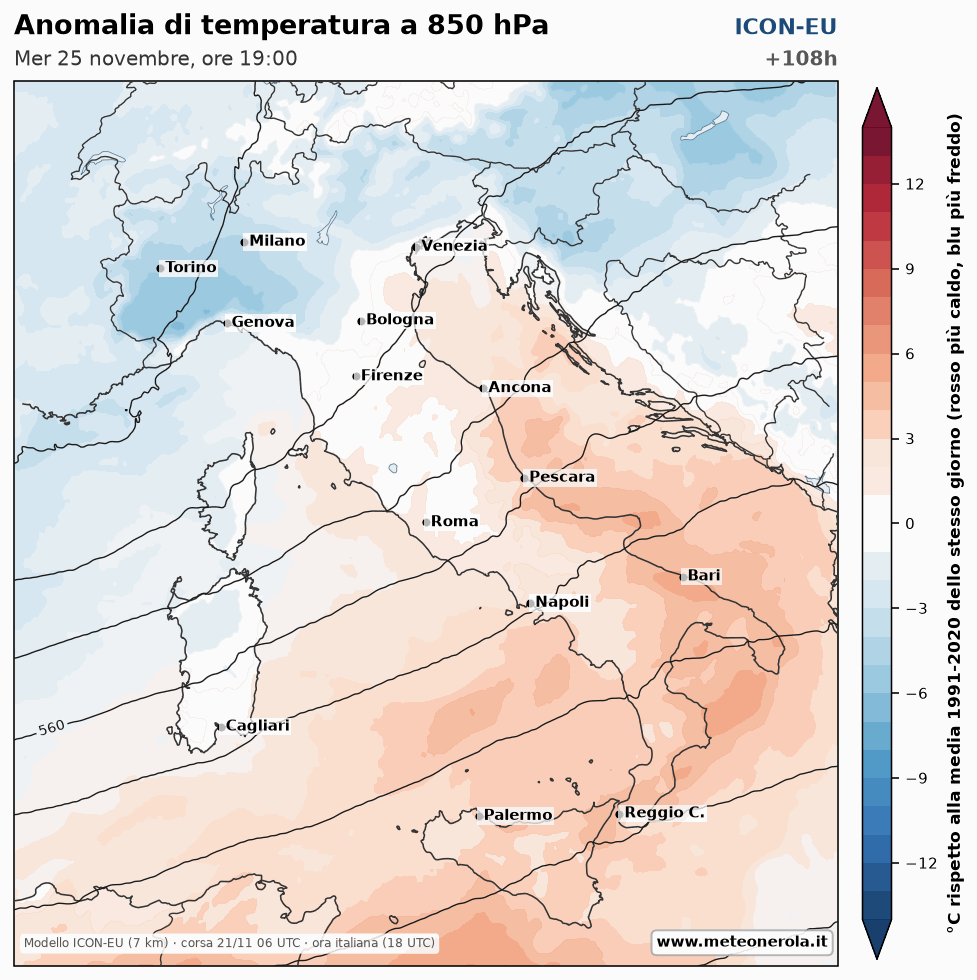 Anomalia di temperatura a 850 hPa
ICON-EU
Mer 25 novembre, ore 19:00
+108h
Milano
Venezia
Torino
Genova
Bologna
Firenze
Ancona
Pescara
Roma
Bari
Napoli
560
Cagliari
Palermo
Reggio C.
12
9
6
3
0
−3
−6
−9
−12
°C rispetto alla media 1991-2020 dello stesso giorno (rosso più caldo, blu più freddo)
Modello ICON-EU (7 km) · corsa 21/11 06 UTC · ora italiana (18 UTC)
www.meteonerola.it